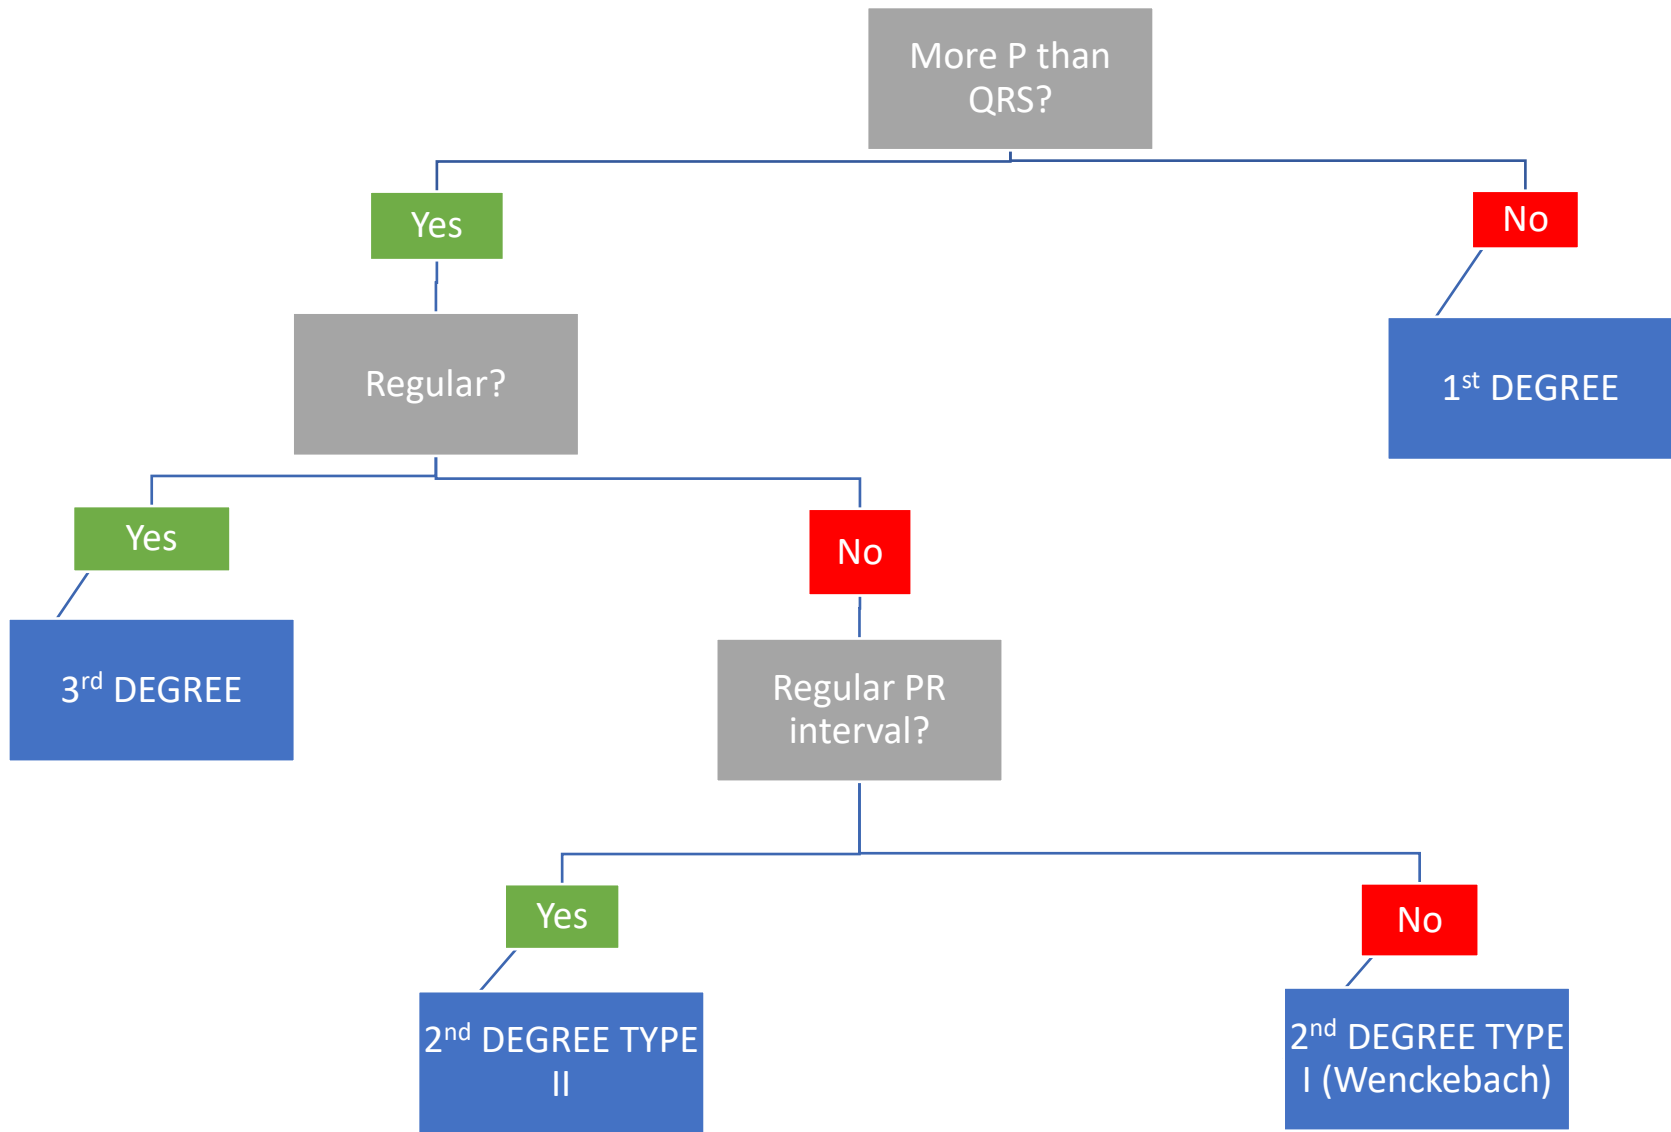 More P than
QRS?
Yes
No
Regular?
1st DEGREE
Yes
No
3rd DEGREE
Regular PR
interval?
Yes
No
2nd DEGREE TYPE
II
2nd DEGREE TYPE
I (Wenckebach)